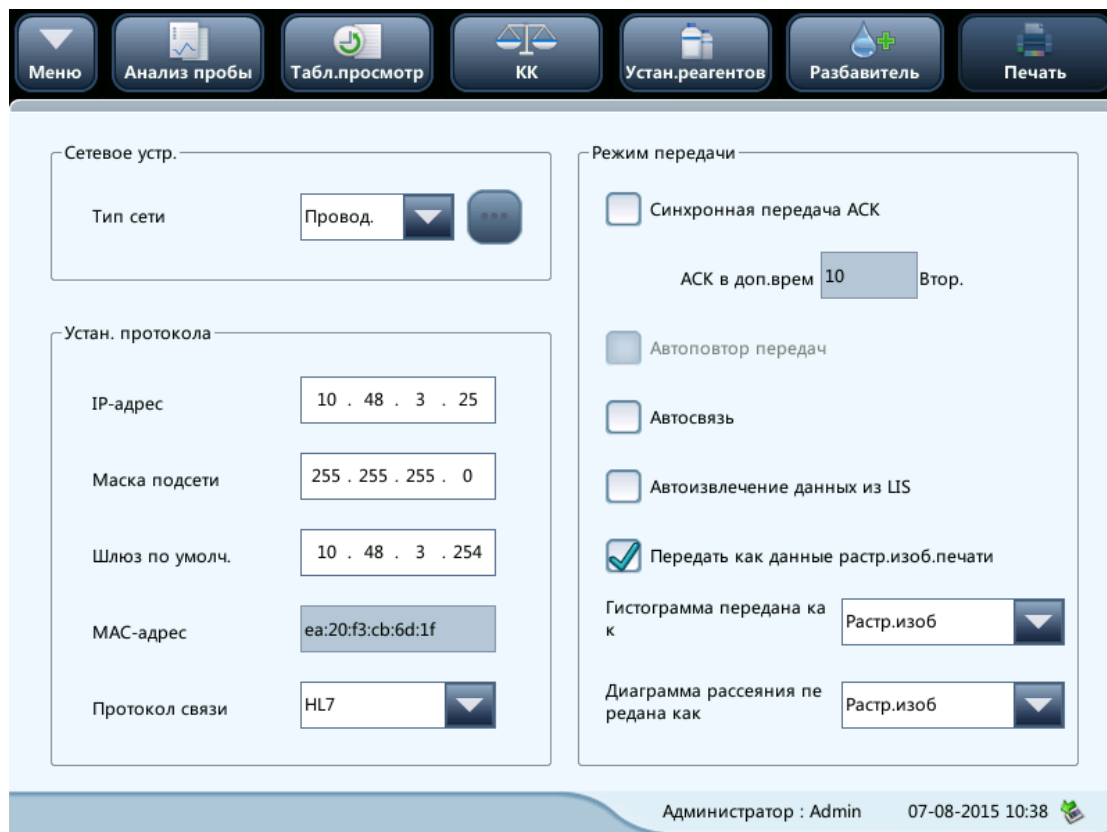 Меню
Анализ пробы
Табл.просмотр
КК
Устан.реагентов
Разбавитель
Печать
Сетевое устр.
Тип сети
Провод.
Устан. протокола
IP-адрес
10 . 48 . 3 . 25
Маска подсети
255 . 255 . 255 . 0
Шлюз по умолч.
10 . 48 . 3 . 254
MAC-адрес
ea:20:f3:cb:6d:1f
Протокол связи
HL7
Режим передачи
Синхронная передача АСК
АСК в доп.врем 10 Втор.
Автоповтор передач
Автосвязь
Автоизвлечение данных из LIS
Передать как данные растр.изоб.печати
Гистограмма передана ка
к
Растр.изоб
Диаграмма рассеяния пе
редана как
Растр.изоб
Администратор : Admin
07-08-2015 10:38